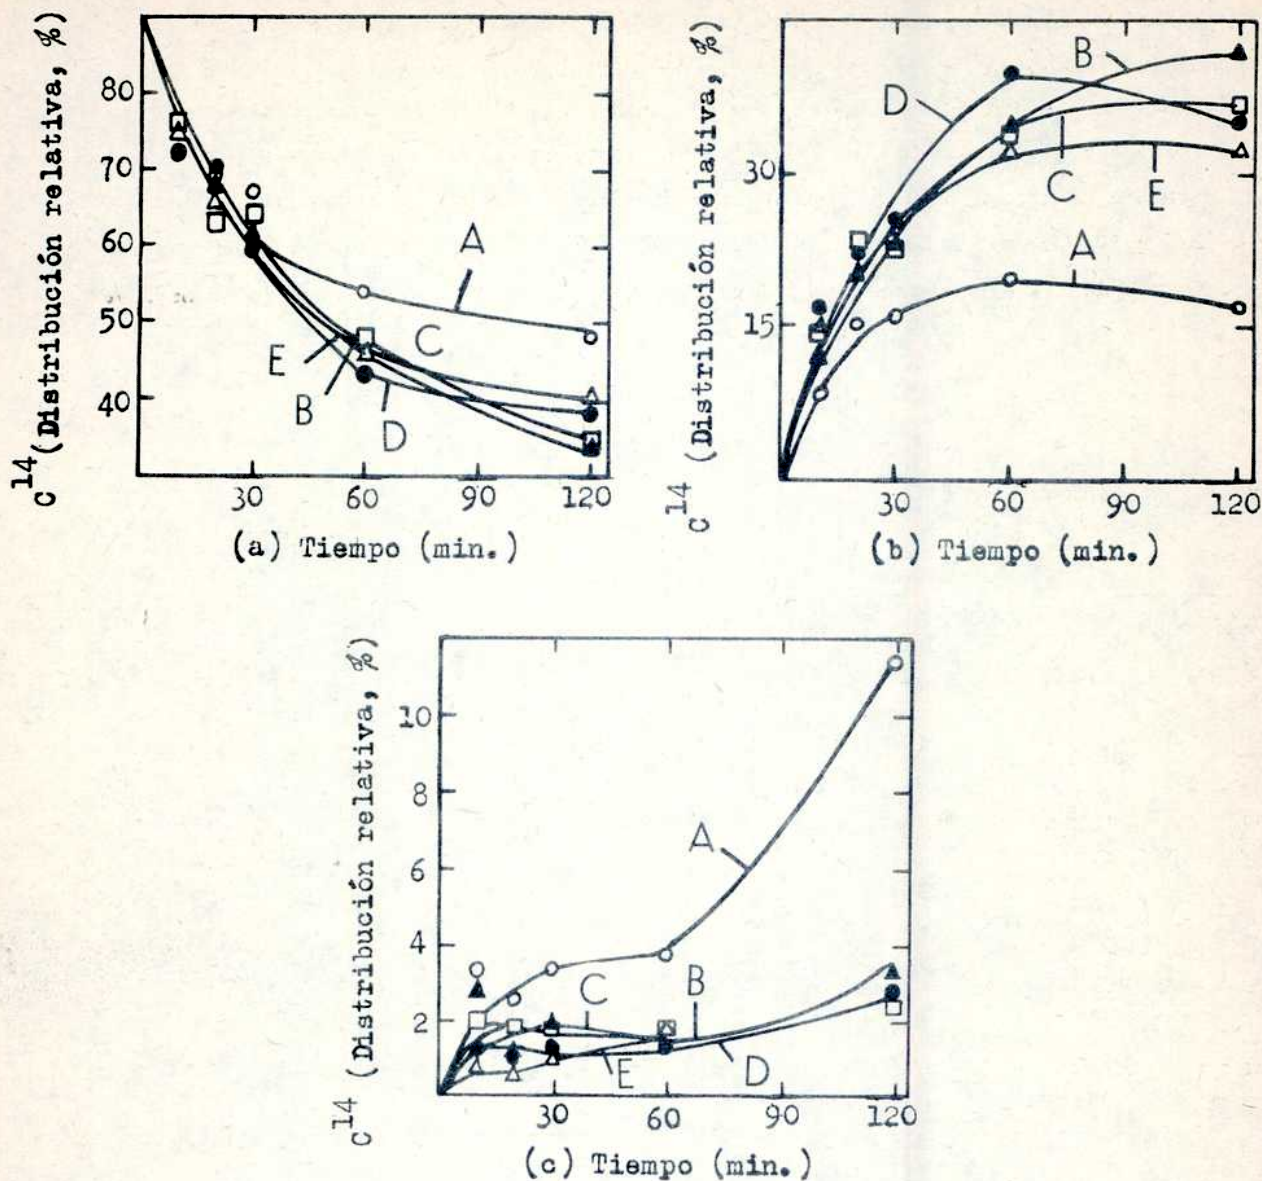 C14 (Distribución relativa, %)
80
70
60
50
40
A
C
E
B
D
30
60
90
120
(a) Tiempo (min.)
C14 (Distribución relativa, %)
30
15
B
D
C
E
A
30
60
90
120
(b) Tiempo (min.)
C14 (Distribución relativa, %)
10
8
6
4
2
A
C
B
E
D
30
60
90
120
(c) Tiempo (min.)